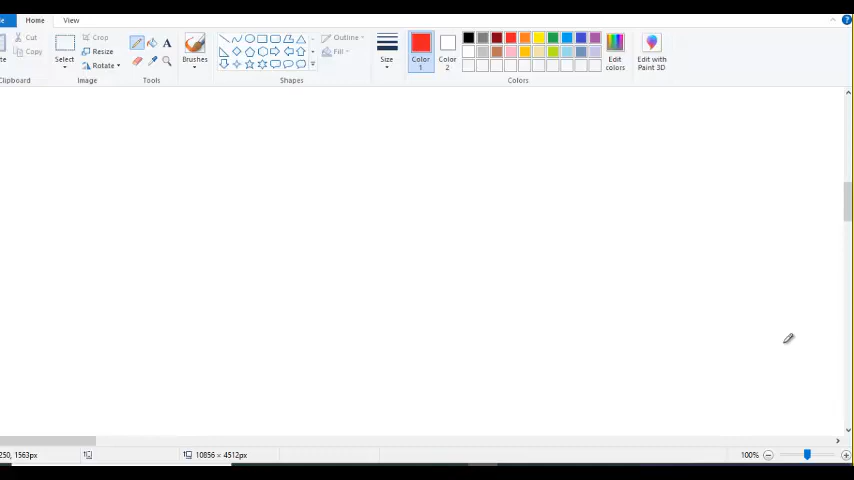 Home View
Cut
Copy
Clipboard
Select
Crop
Resize
Rotate
Image
A
Tools
Brushes
Shapes
Outline
Fill
Size
Color 1
Color 2
Colors
Edit colors
Edit with Paint 3D
250, 1563px
10856 × 4512px
100%